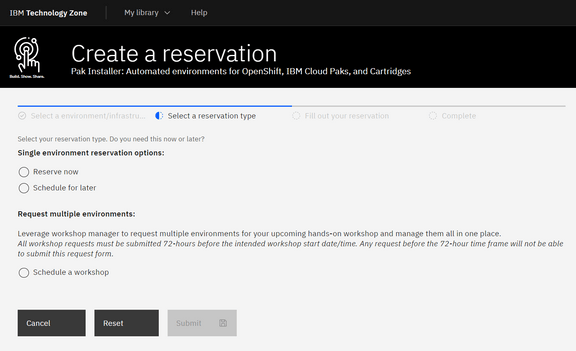 IBM Technology Zone
My library
Help
Build. Show. Share.
Create a reservation
Pak Installer: Automated environments for OpenShift, IBM Cloud Paks, and Cartridges
Select a environment/infrastru...
Select a reservation type
Fill out your reservation
Complete
Select your reservation type. Do you need this now or later?
Single environment reservation options:
Reserve now
Schedule for later
Request multiple environments:
Leverage workshop manager to request multiple environments for your upcoming hands-on workshop and manage them all in one place.
All workshop requests must be submitted 72-hours before the intended workshop start date/time. Any request before the 72-hour time frame will not be able
to submit this request form.
Schedule a workshop
Cancel
Reset
Submit